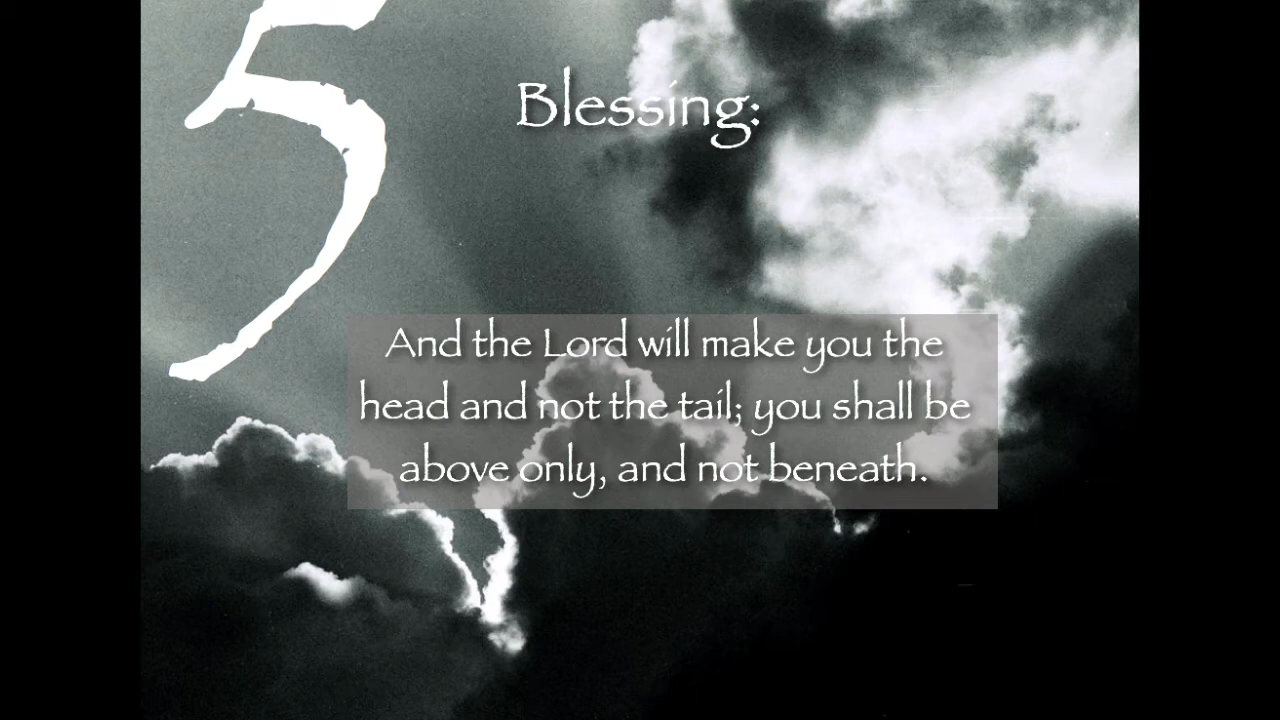 5
Blessing:
And the Lord will make you the
head and not the tail; you shall be
above only, and not beneath.